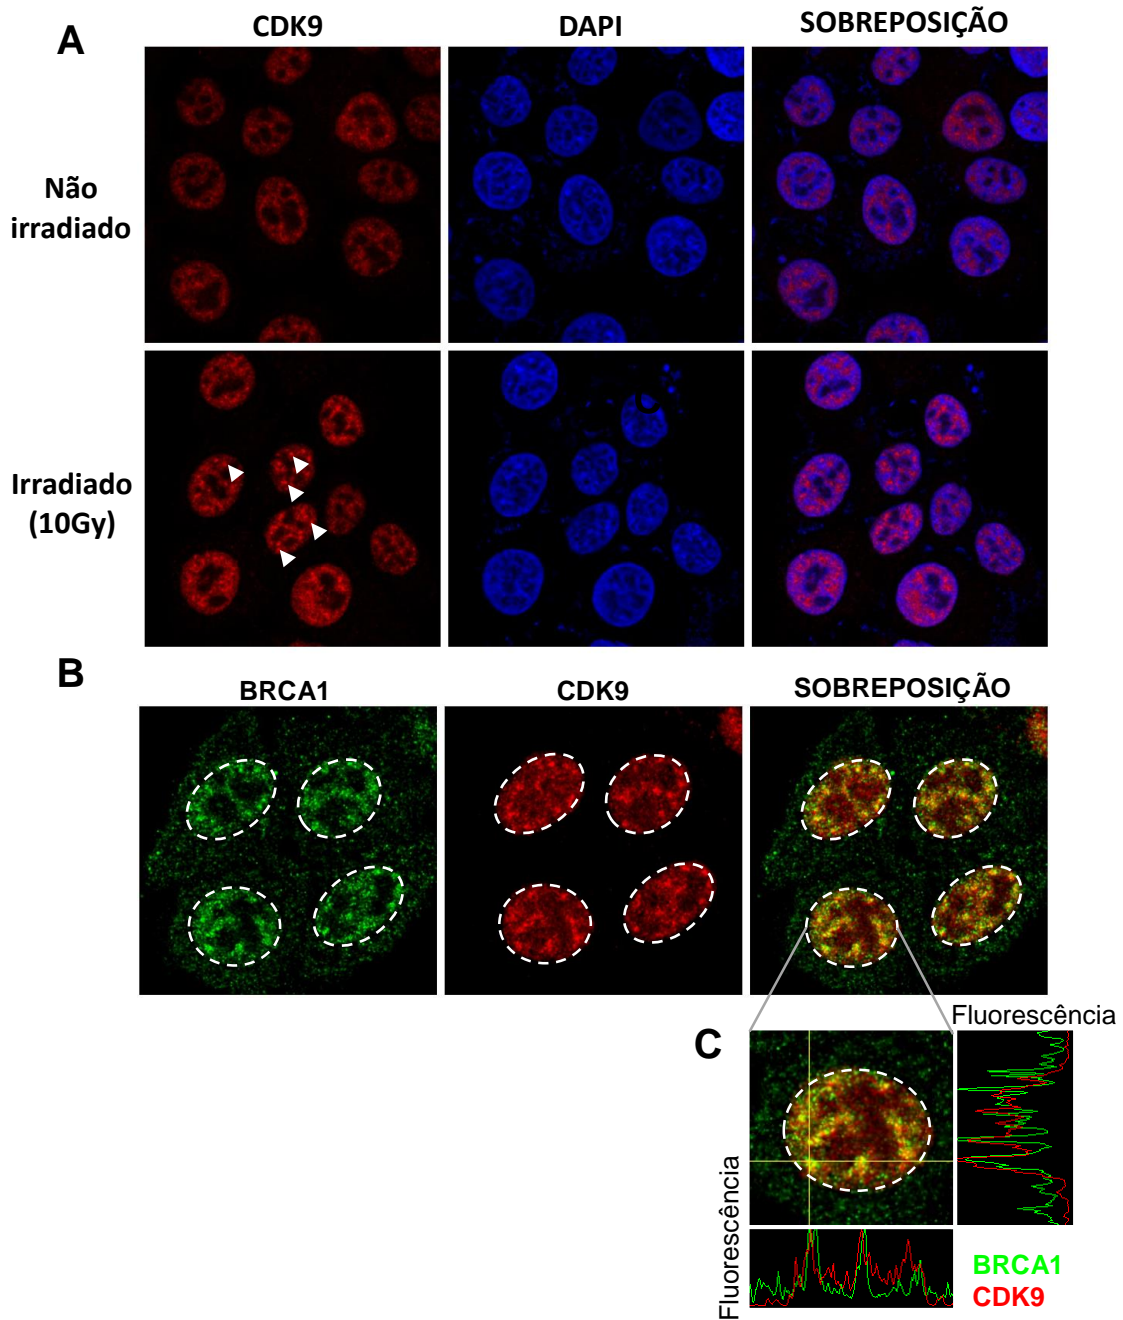 A
CDK9
DAPI
SOBREPOSIÇÃO
Não
irradiado
Irradiado
(10Gy)
B
BRCA1
CDK9
SOBREPOSIÇÃO
C
Fluorescência
Fluorescência
BRCA1
CDK9